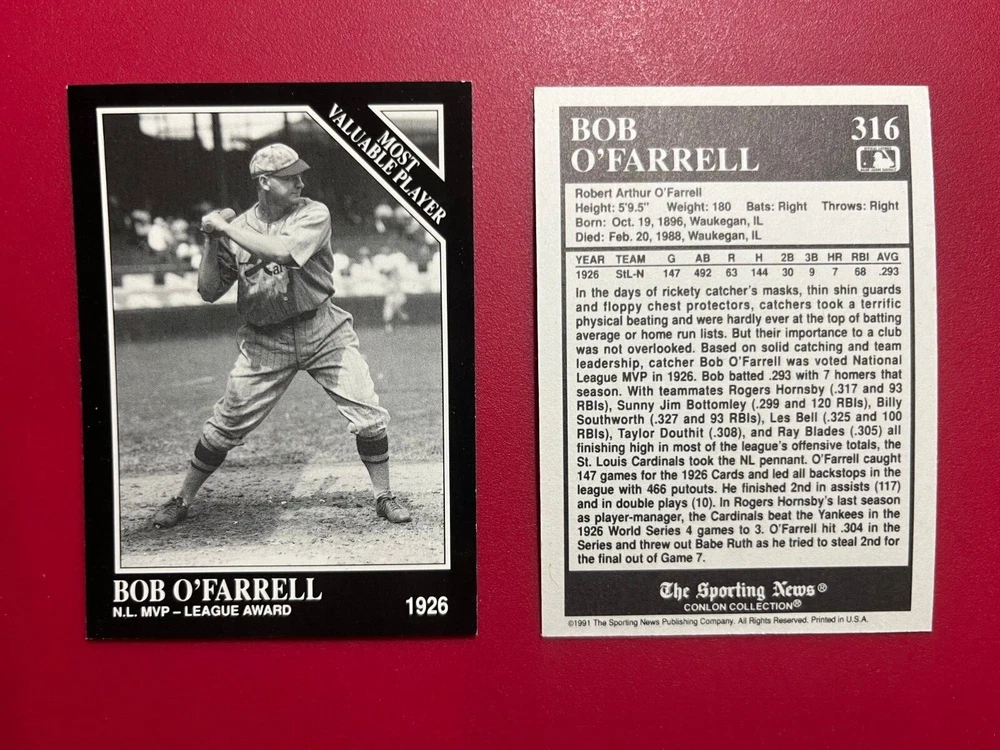 MOST
VALUABLE PLAYER
BOB O'FARRELL
N.L. MVP – LEAGUE AWARD
1926
BOB
O'FARRELL
316
Robert Arthur O'Farrell
Height: 5'9.5" Weight: 180 Bats: Right Throws: Right
Born: Oct. 19, 1896, Waukegan, IL
Died: Feb. 20, 1988, Waukegan, IL
YEAR TEAM G AB R H 2B 3B HR RBI AVG
1926 StL-N 147 492 63 144 30 9 7 68 .293
In the days of rickety catcher's masks, thin shin guards
and floppy chest protectors, catchers took a terrific
physical beating and were hardly ever at the top of batting
average or home run lists. But their importance to a club
was not overlooked. Based on solid catching and team
leadership, catcher Bob O'Farrell was voted National
League MVP in 1926. Bob batted .293 with 7 homers that
season. With teammates Rogers Hornsby (.317 and 93
RBIs), Sunny Jim Bottomley (.299 and 120 RBIs), Billy
Southworth (.327 and 93 RBIs), Les Bell (.325 and 100
RBIs), Taylor Douthit (.308), and Ray Blades (.305) all
finishing high in most of the league's offensive totals, the
St. Louis Cardinals took the NL pennant. O'Farrell caught
147 games for the 1926 Cards and led all backstops in the
league with 466 putouts. He finished 2nd in assists (117)
and in double plays (10). In Rogers Hornsby's last season
as player-manager, the Cardinals beat the Yankees in the
1926 World Series 4 games to 3. O'Farrell hit .304 in the
Series and threw out Babe Ruth as he tried to steal 2nd for
the final out of Game 7.
The Sporting News®
CONLON COLLECTION®
©1991 The Sporting News Publishing Company. All Rights Reserved. Printed in U.S.A.